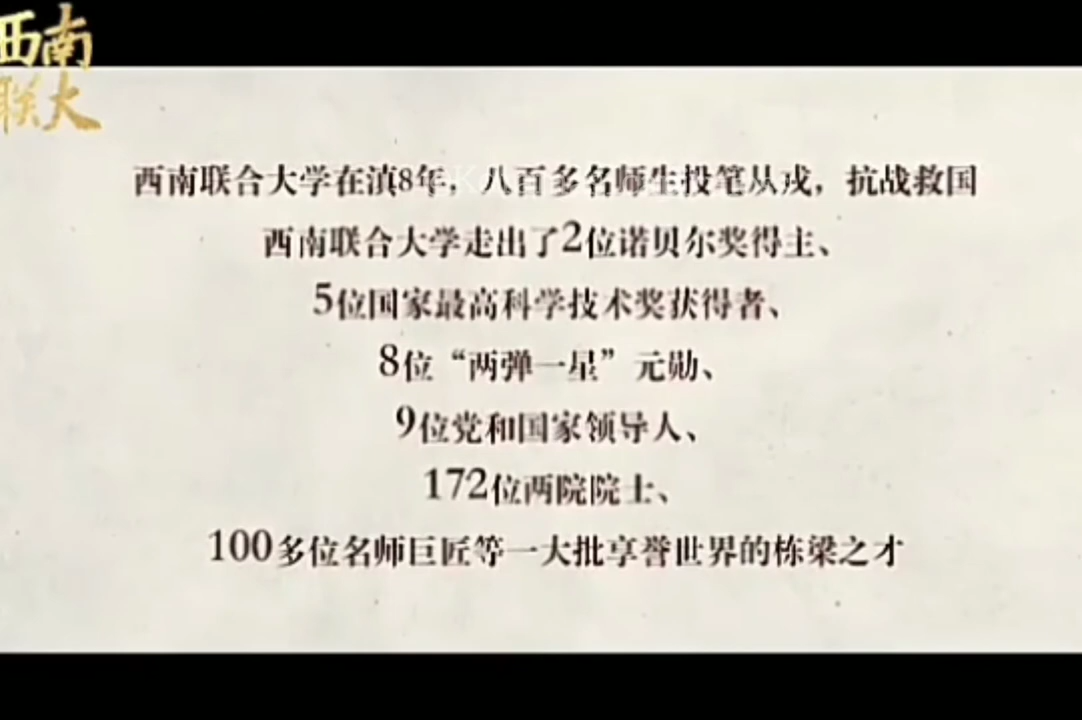 西南
联大
西南联合大学在滇8年，八百多名师生投笔从戎，抗战救国
西南联合大学走出了2位诺贝尔奖得主、
5位国家最高科学技术奖获得者、
8位“两弹一星”元勋、
9位党和国家领导人、
172位两院院士、
100多位名师巨匠等一大批享誉世界的栋梁之才